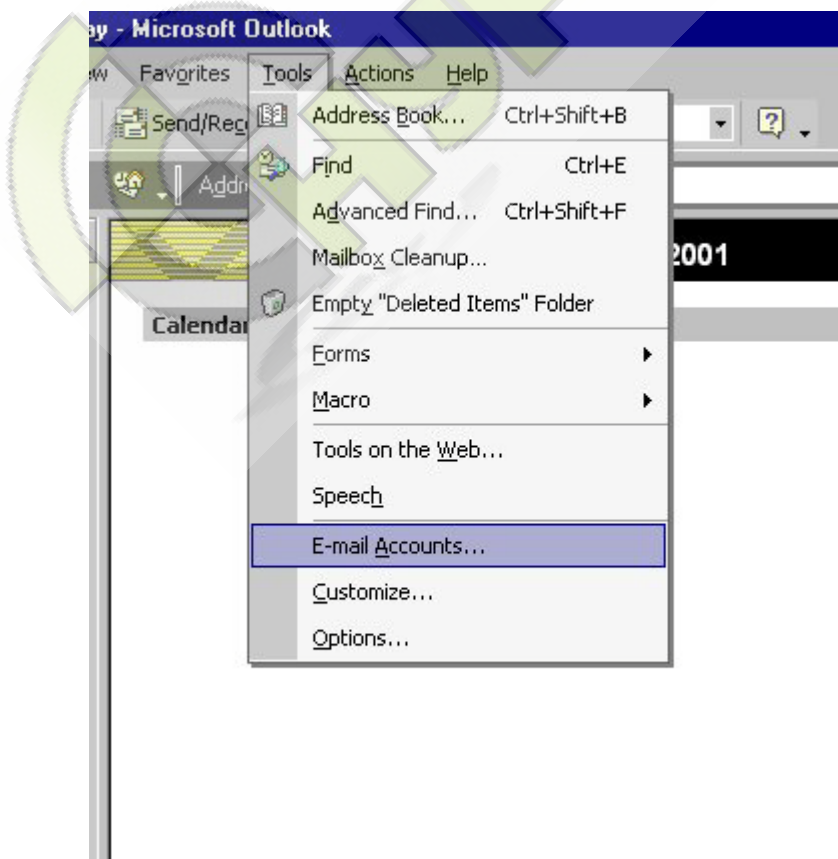 ay - Microsoft Outlook
ew Favorites Tools Actions Help
Send/Rec
Addr
Address Book... Ctrl+Shift+B
Find Ctrl+E
Advanced Find... Ctrl+Shift+F
Mailbox Cleanup...
2001
Empty "Deleted Items" Folder
Calendar
Forms
Macro
Tools on the Web...
Speech
E-mail Accounts...
Customize...
Options...